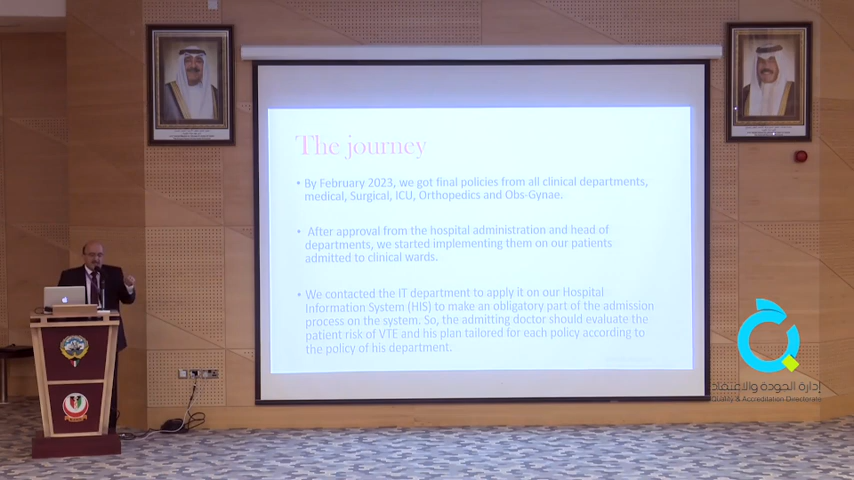 The journey
• By February 2023, we got final policies from all clinical departments,
medical, Surgical, ICU, Orthopedics and Obs-Gynae.
• After approval from the hospital administration and head of
departments, we started implementing them on our patients
admitted to clinical wards.
• We contacted the IT department to apply it on our Hospital
Information System (HIS) to make an obligatory part of the admission
process on the system. So, the admitting doctor should evaluate the
patient risk of VTE and his plan tailored for each policy according to
the policy of his department.
إدارة الجودة والاعتماد
Quality & Accreditation Directorate